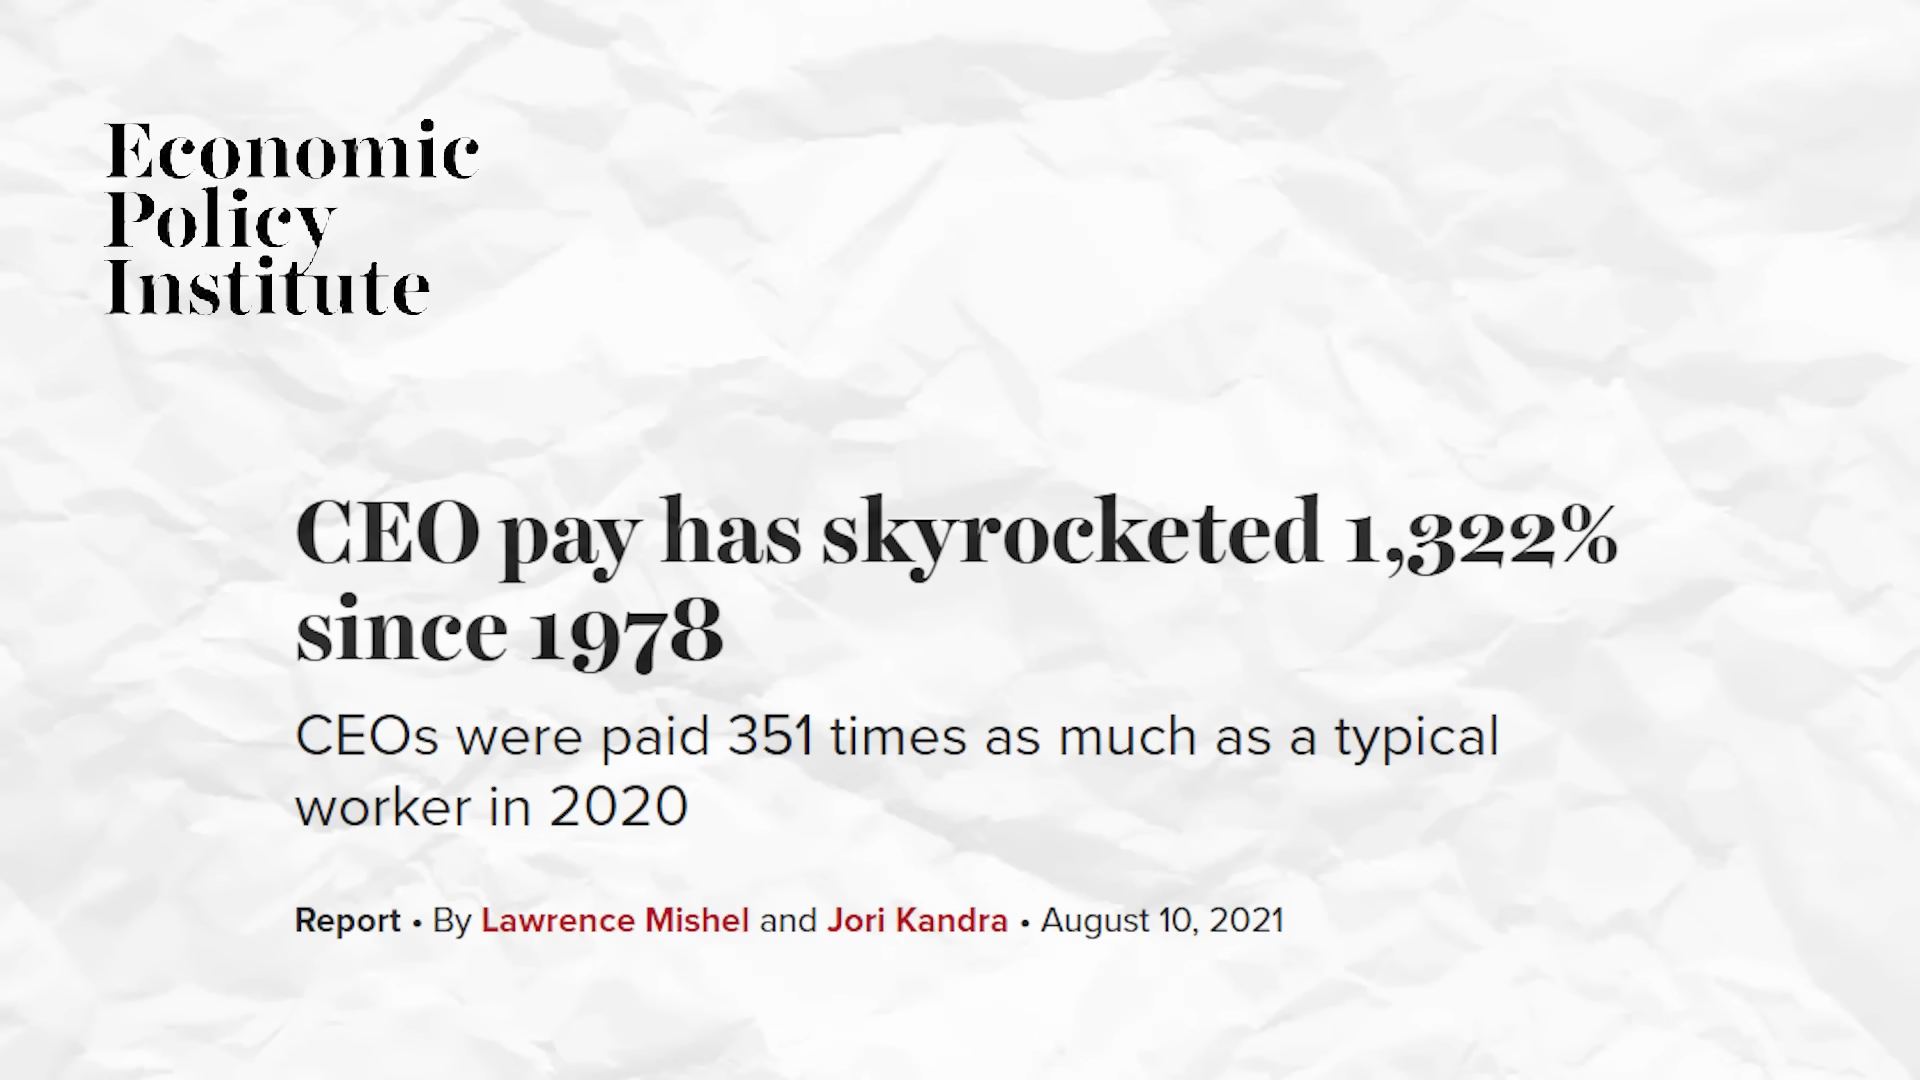 Economic
Policy
Institute
CEO pay has skyrocketed 1,322%
since 1978
CEOs were paid 351 times as much as a typical
worker in 2020
Report • By Lawrence Mishel and Jori Kandra • August 10, 2021